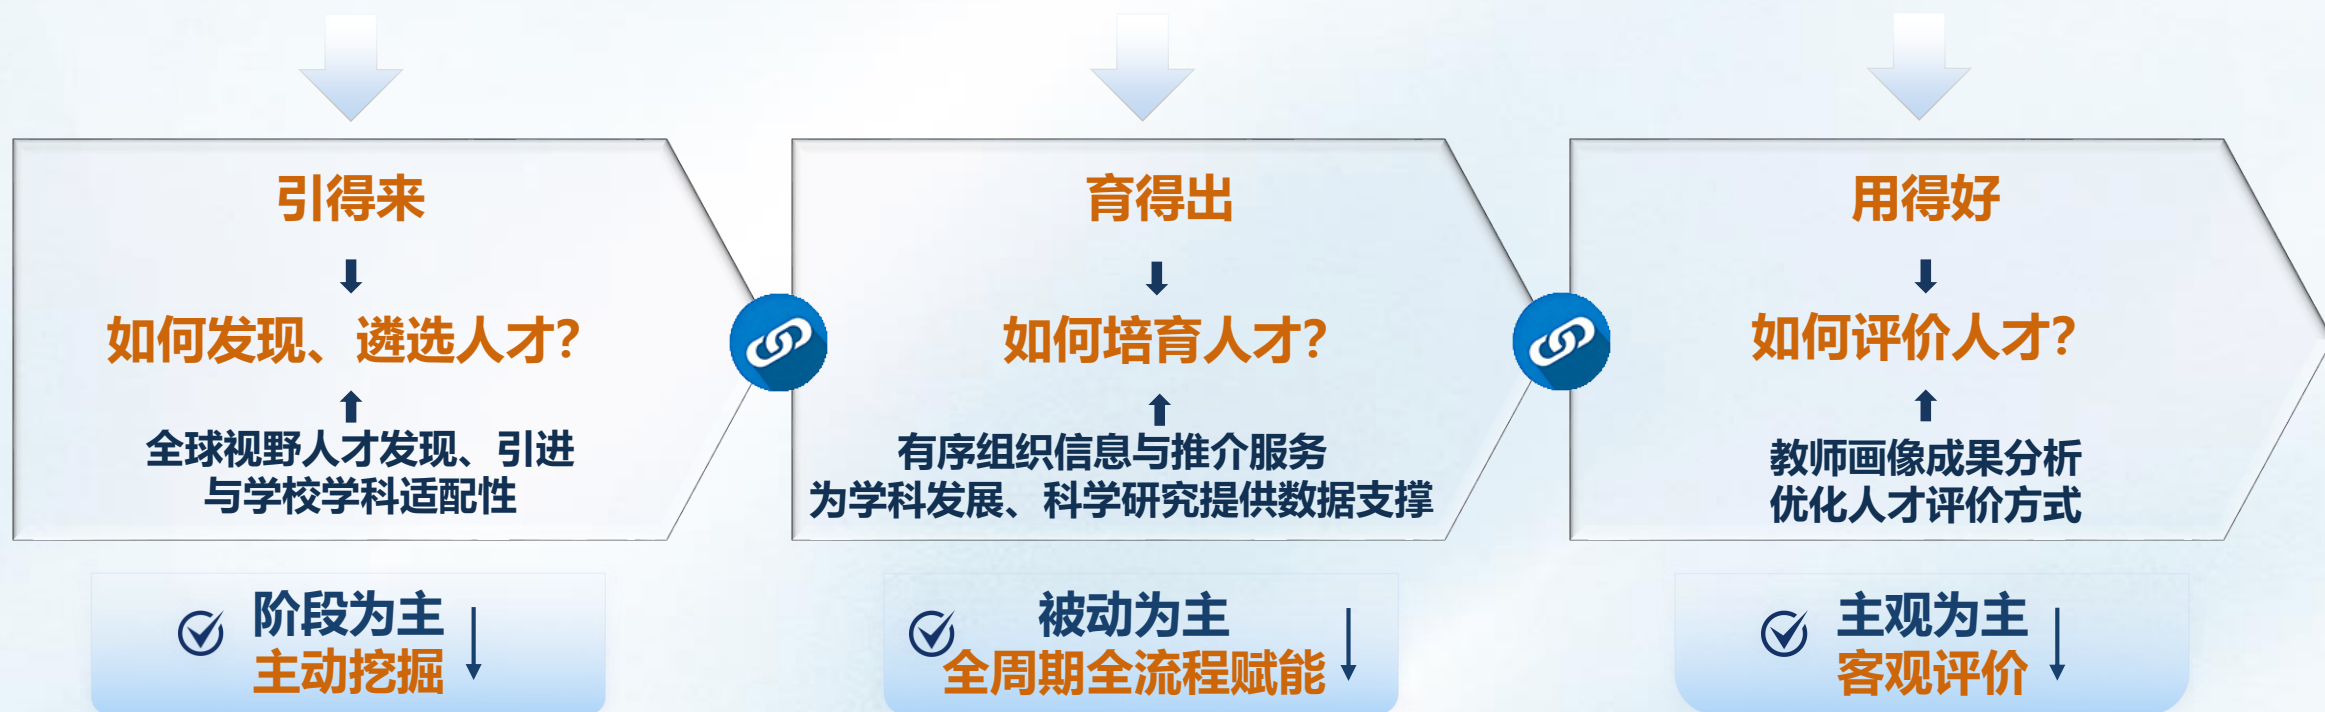 引得来
如何发现、遴选人才?
全球视野人才发现、引进
与学校学科适配性
阶段为主
主动挖掘
育得出
如何培育人才?
有序组织信息与推介服务
为学科发展、科学研究提供数据支撑
被动为主
全周期全流程赋能
用得好
如何评价人才?
教师画像成果分析
优化人才评价方式
主观为主
客观评价